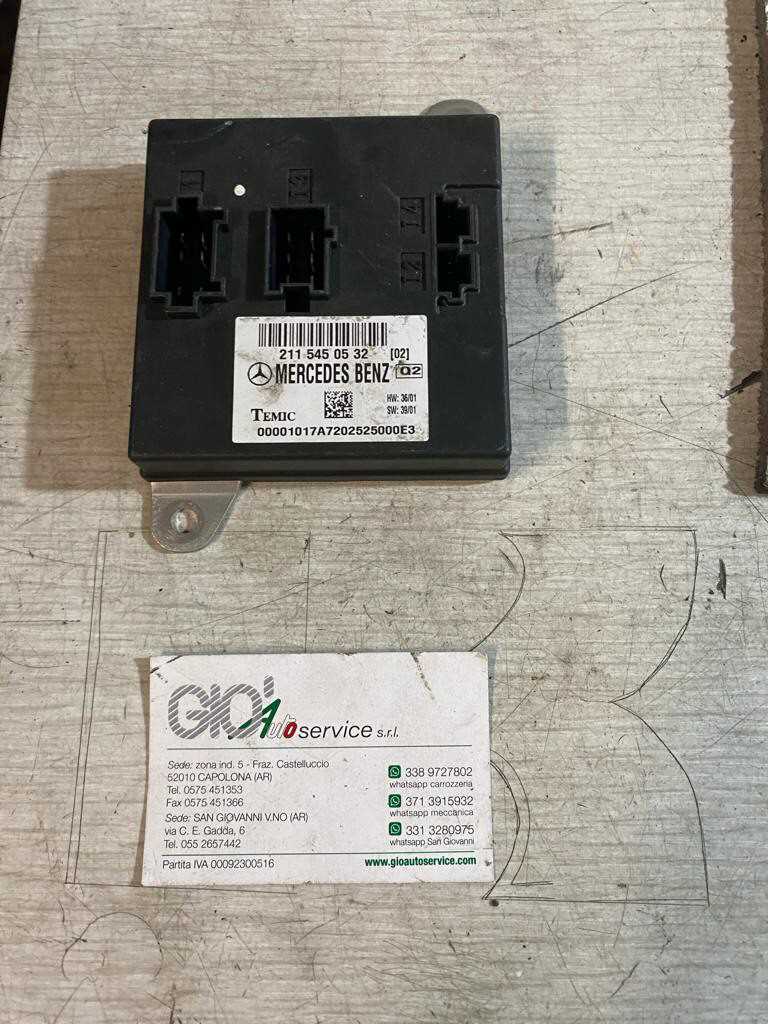 211 545 05 32 [02]
MERCEDES BENZ Q2
TEMIC
HW: 36/01
SW: 39/01
00001017A7202525000E3
GIO' Auto service s.r.l.
Sede: zona ind. 5 - Fraz. Castelluccio
52010 CAPOLONA (AR)
Tel. 0575 451353
Fax 0575 451366
Sede: SAN GIOVANNI V.NO (AR)
via C. E. Gadda, 6
Tel. 055 2657442
Partita IVA 00092300516
338 9727802
whatsapp carrozzeria
371 3915932
whatsapp meccanica
331 3280975
whatsapp San Giovanni
www.gioautoservice.com